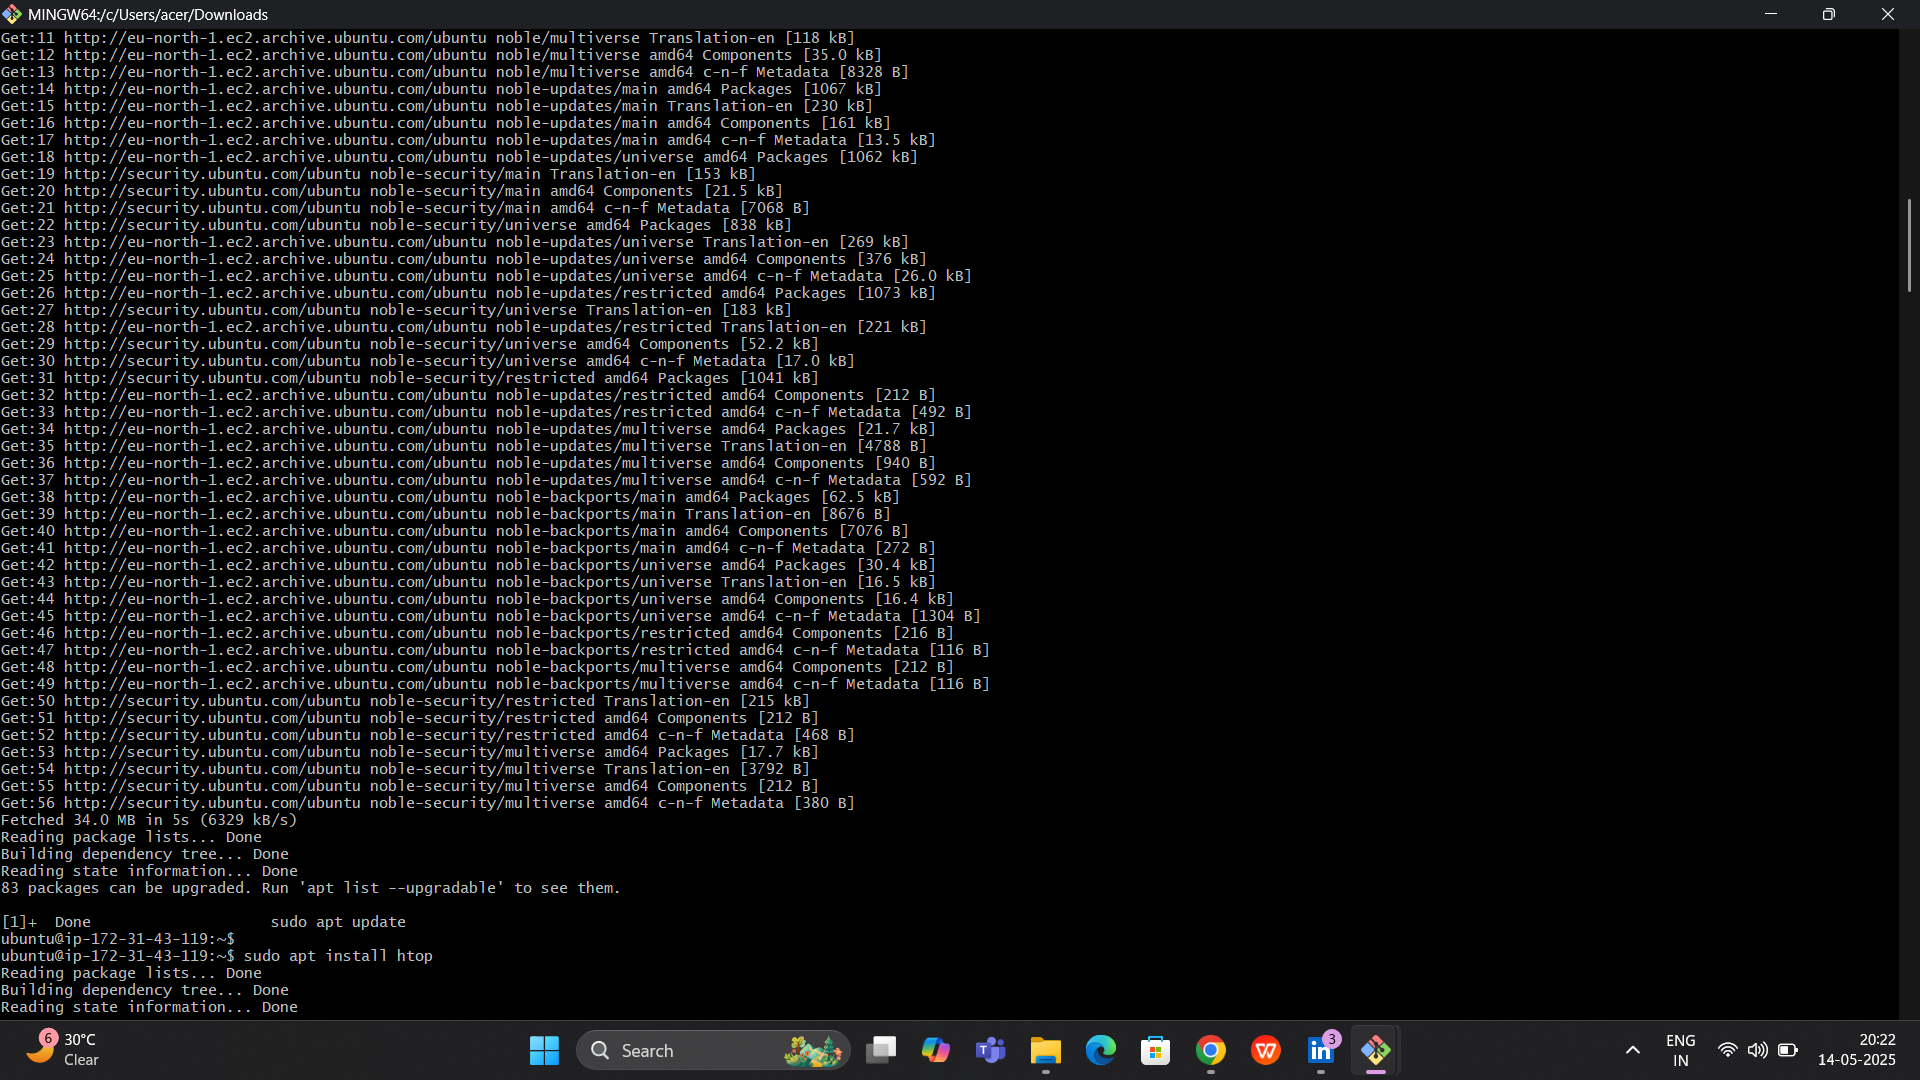 MINGW64:/c/Users/acer/Downloads
Get:11 http://eu-north-1.ec2.archive.ubuntu.com/ubuntu noble/multiverse Translation-en [118 kB]
Get:12 http://eu-north-1.ec2.archive.ubuntu.com/ubuntu noble/multiverse amd64 Components [35.0 kB]
Get:13 http://eu-north-1.ec2.archive.ubuntu.com/ubuntu noble/multiverse amd64 c-n-f Metadata [8328 B]
Get:14 http://eu-north-1.ec2.archive.ubuntu.com/ubuntu noble-updates/main amd64 Packages [1067 kB]
Get:15 http://eu-north-1.ec2.archive.ubuntu.com/ubuntu noble-updates/main Translation-en [230 kB]
Get:16 http://eu-north-1.ec2.archive.ubuntu.com/ubuntu noble-updates/main amd64 Components [161 kB]
Get:17 http://eu-north-1.ec2.archive.ubuntu.com/ubuntu noble-updates/main amd64 c-n-f Metadata [13.5 kB]
Get:18 http://eu-north-1.ec2.archive.ubuntu.com/ubuntu noble-updates/universe amd64 Packages [1062 kB]
Get:19 http://security.ubuntu.com/ubuntu noble-security/main Translation-en [153 kB]
Get:20 http://security.ubuntu.com/ubuntu noble-security/main amd64 Components [21.5 kB]
Get:21 http://security.ubuntu.com/ubuntu noble-security/main amd64 c-n-f Metadata [7068 B]
Get:22 http://security.ubuntu.com/ubuntu noble-security/universe amd64 Packages [838 kB]
Get:23 http://eu-north-1.ec2.archive.ubuntu.com/ubuntu noble-updates/universe Translation-en [269 kB]
Get:24 http://eu-north-1.ec2.archive.ubuntu.com/ubuntu noble-updates/universe amd64 Components [376 kB]
Get:25 http://eu-north-1.ec2.archive.ubuntu.com/ubuntu noble-updates/universe amd64 c-n-f Metadata [26.0 kB]
Get:26 http://eu-north-1.ec2.archive.ubuntu.com/ubuntu noble-updates/restricted amd64 Packages [1073 kB]
Get:27 http://security.ubuntu.com/ubuntu noble-security/universe Translation-en [183 kB]
Get:28 http://eu-north-1.ec2.archive.ubuntu.com/ubuntu noble-updates/restricted Translation-en [221 kB]
Get:29 http://security.ubuntu.com/ubuntu noble-security/universe amd64 Components [52.2 kB]
Get:30 http://security.ubuntu.com/ubuntu noble-security/universe amd64 c-n-f Metadata [17.0 kB]
Get:31 http://security.ubuntu.com/ubuntu noble-security/restricted amd64 Packages [1041 kB]
Get:32 http://eu-north-1.ec2.archive.ubuntu.com/ubuntu noble-updates/restricted amd64 Components [212 B]
Get:33 http://eu-north-1.ec2.archive.ubuntu.com/ubuntu noble-updates/restricted amd64 c-n-f Metadata [492 B]
Get:34 http://eu-north-1.ec2.archive.ubuntu.com/ubuntu noble-updates/multiverse amd64 Packages [21.7 kB]
Get:35 http://eu-north-1.ec2.archive.ubuntu.com/ubuntu noble-updates/multiverse Translation-en [4788 B]
Get:36 http://eu-north-1.ec2.archive.ubuntu.com/ubuntu noble-updates/multiverse amd64 Components [940 B]
Get:37 http://eu-north-1.ec2.archive.ubuntu.com/ubuntu noble-updates/multiverse amd64 c-n-f Metadata [592 B]
Get:38 http://eu-north-1.ec2.archive.ubuntu.com/ubuntu noble-backports/main amd64 Packages [62.5 kB]
Get:39 http://eu-north-1.ec2.archive.ubuntu.com/ubuntu noble-backports/main Translation-en [8676 B]
Get:40 http://eu-north-1.ec2.archive.ubuntu.com/ubuntu noble-backports/main amd64 Components [7076 B]
Get:41 http://eu-north-1.ec2.archive.ubuntu.com/ubuntu noble-backports/main amd64 c-n-f Metadata [272 B]
Get:42 http://eu-north-1.ec2.archive.ubuntu.com/ubuntu noble-backports/universe amd64 Packages [30.4 kB]
Get:43 http://eu-north-1.ec2.archive.ubuntu.com/ubuntu noble-backports/universe Translation-en [16.5 kB]
Get:44 http://eu-north-1.ec2.archive.ubuntu.com/ubuntu noble-backports/universe amd64 Components [16.4 kB]
Get:45 http://eu-north-1.ec2.archive.ubuntu.com/ubuntu noble-backports/universe amd64 c-n-f Metadata [1304 B]
Get:46 http://eu-north-1.ec2.archive.ubuntu.com/ubuntu noble-backports/restricted amd64 Components [216 B]
Get:47 http://eu-north-1.ec2.archive.ubuntu.com/ubuntu noble-backports/restricted amd64 c-n-f Metadata [116 B]
Get:48 http://eu-north-1.ec2.archive.ubuntu.com/ubuntu noble-backports/multiverse amd64 Components [212 B]
Get:49 http://eu-north-1.ec2.archive.ubuntu.com/ubuntu noble-backports/multiverse amd64 c-n-f Metadata [116 B]
Get:50 http://security.ubuntu.com/ubuntu noble-security/restricted Translation-en [215 kB]
Get:51 http://security.ubuntu.com/ubuntu noble-security/restricted amd64 Components [212 B]
Get:52 http://security.ubuntu.com/ubuntu noble-security/restricted amd64 c-n-f Metadata [468 B]
Get:53 http://security.ubuntu.com/ubuntu noble-security/multiverse amd64 Packages [17.7 kB]
Get:54 http://security.ubuntu.com/ubuntu noble-security/multiverse Translation-en [3792 B]
Get:55 http://security.ubuntu.com/ubuntu noble-security/multiverse amd64 Components [212 B]
Get:56 http://security.ubuntu.com/ubuntu noble-security/multiverse amd64 c-n-f Metadata [380 B]
Fetched 34.0 MB in 5s (6329 kB/s)
Reading package lists... Done
Building dependency tree... Done
Reading state information... Done
83 packages can be upgraded. Run 'apt list --upgradable' to see them.
[1]+  Done                    sudo apt update
ubuntu@ip-172-31-43-119:~$
ubuntu@ip-172-31-43-119:~$ sudo apt install htop
Reading package lists... Done
Building dependency tree... Done
Reading state information... Done
6 30°C
Clear
Search
3
ENG
IN
20:22
14-05-2025